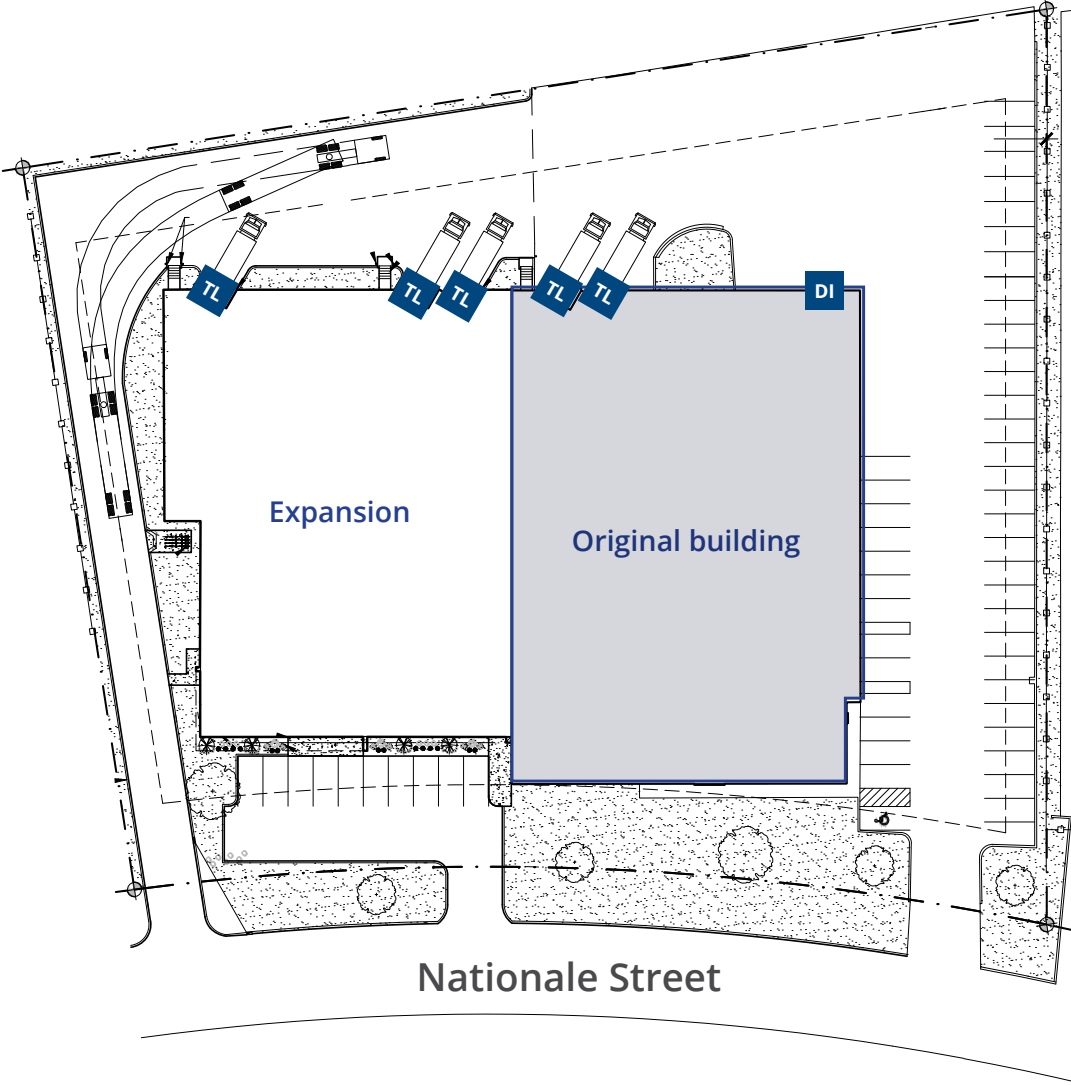 TL
TL
TL
TL
TL
DI
Expansion
Original building
Nationale Street